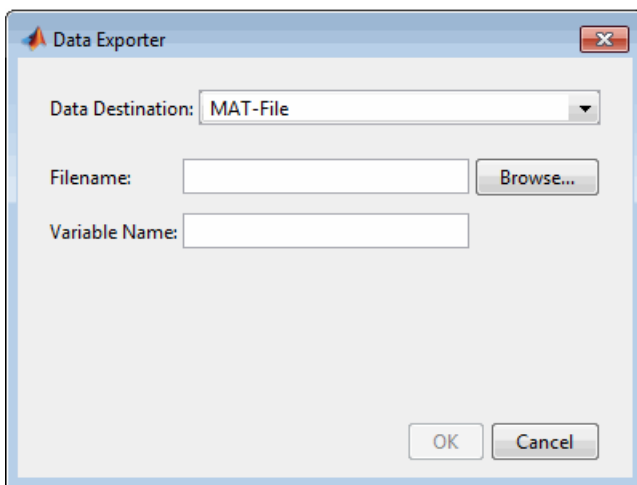 Data Exporter
Data Destination: MAT-File
Filename: Browse...
Variable Name:
OK Cancel